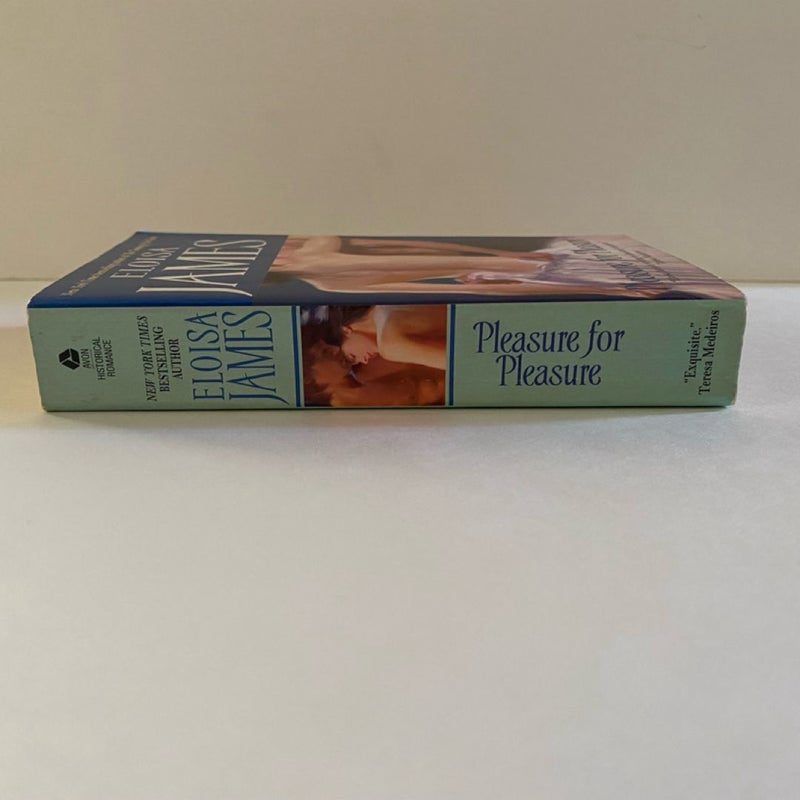 AVON
HISTORICAL
ROMANCE
NEW YORK TIMES
BESTSELLING
AUTHOR
ELOISA
JAMES
Pleasure for
Pleasure
"Exquisite."
Teresa Medeiros
ELOISA
JAMES